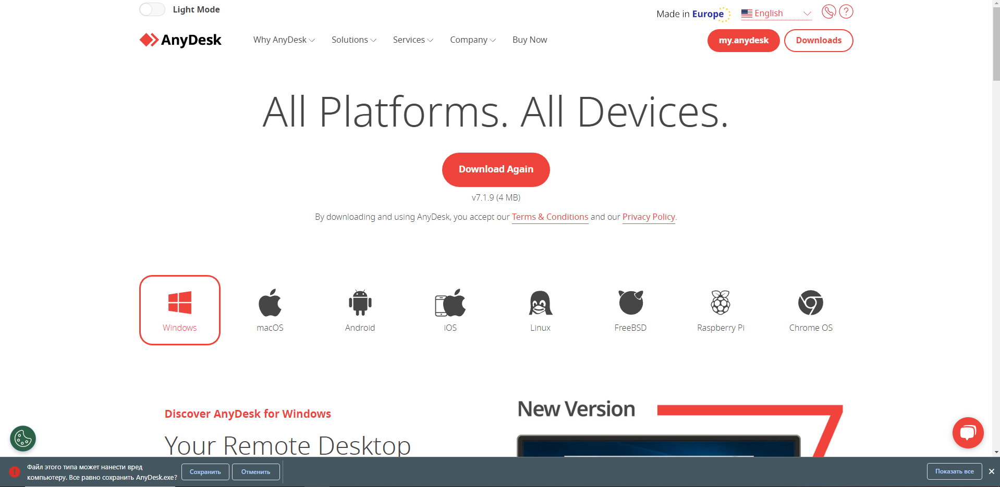 Light Mode
Made in Europe
English
AnyDesk
Why AnyDesk
Solutions
Services
Company
Buy Now
my.anydesk
Downloads
All Platforms. All Devices.
Download Again
v7.1.9 (4 MB)
By downloading and using AnyDesk, you accept our Terms & Conditions and our Privacy Policy.
Windows
macOS
Android
iOS
Linux
FreeBSD
Raspberry Pi
Chrome OS
Discover AnyDesk for Windows
Your Remote Desktop
New Version
7
Файл этого типа может нанести вред
компьютеру. Все равно сохранить AnyDesk.exe?
Сохранить
Отменить
Показать все